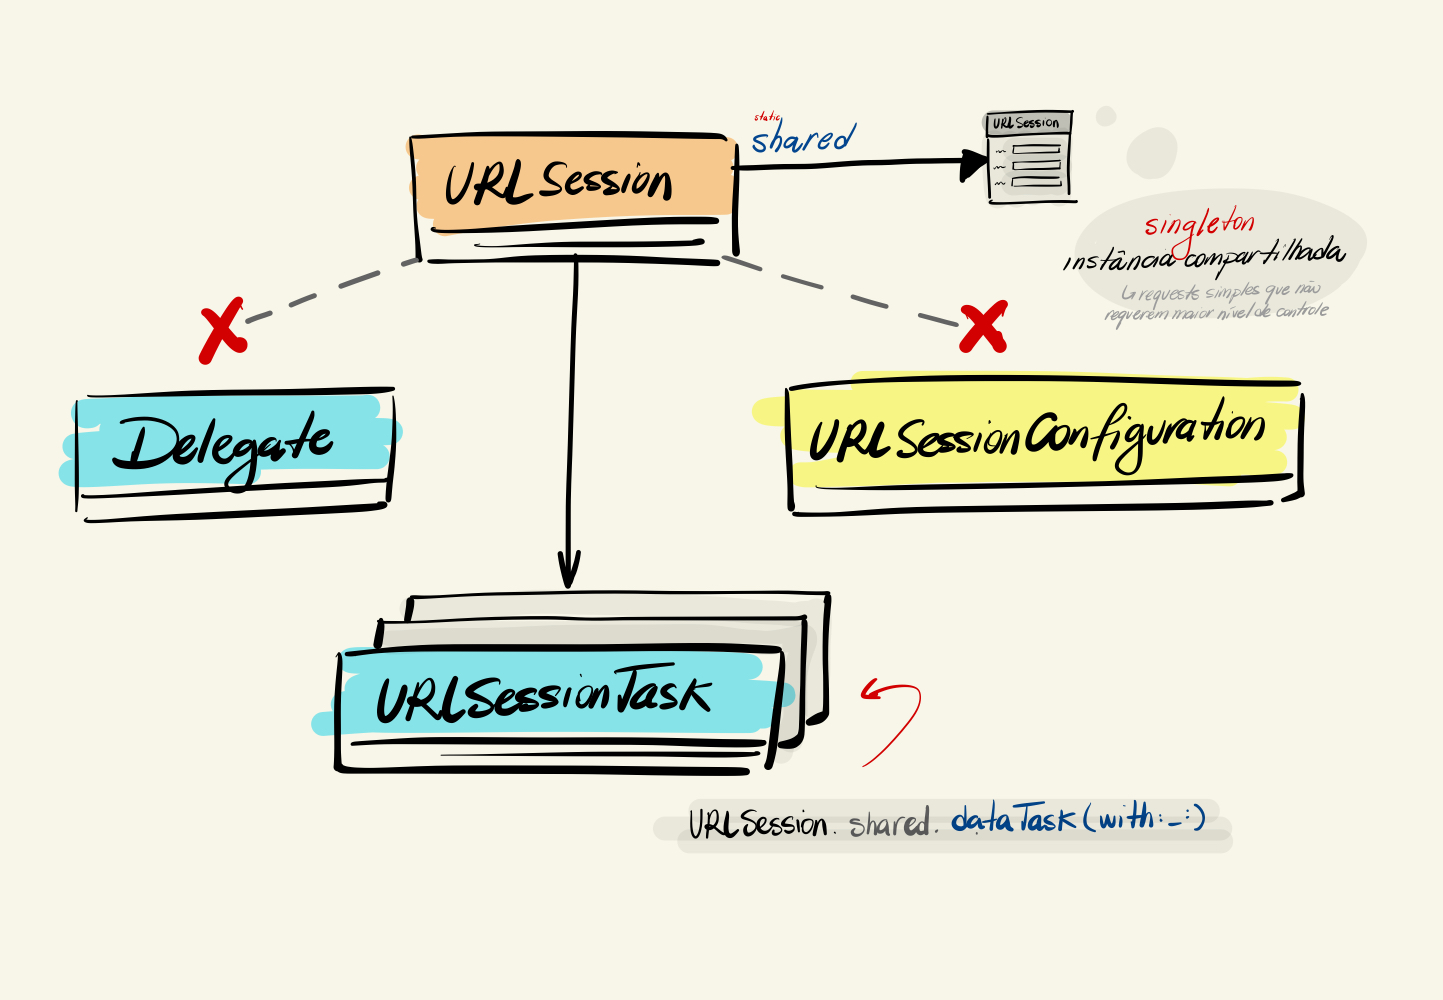 static
shared
URLSession
URLSession
singleton
instância compartilhada
↳ requests simples que não
requerem maior nível de controle
Delegate
URLSessionConfiguration
URLSessionTask
URLSession.shared.dataTask(with:_:)